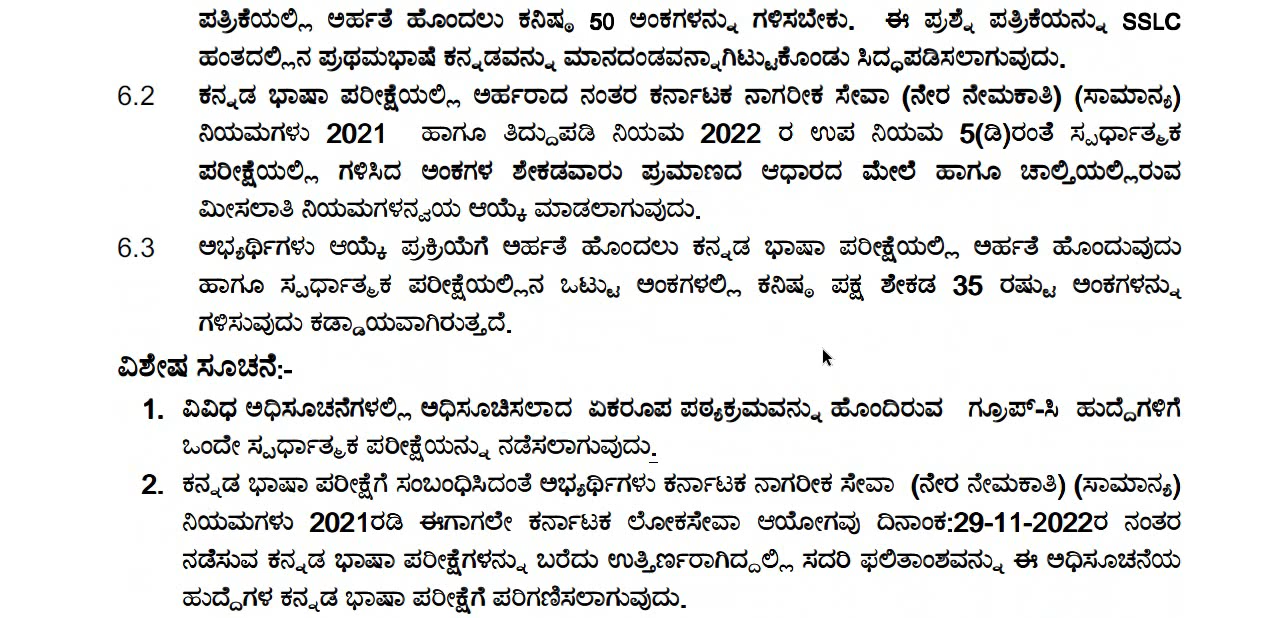 ಪತ್ರಿಕೆಯಲ್ಲಿ ಅರ್ಹತೆ ಹೊಂದಲು ಕನಿಷ್ಠ 50 ಅಂಕಗಳನ್ನು ಗಳಿಸಬೇಕು. ಈ ಪ್ರಶ್ನೆ ಪತ್ರಿಕೆಯನ್ನು SSLC
ಹಂತದಲ್ಲಿನ ಪ್ರಥಮಭಾಷೆ ಕನ್ನಡವನ್ನು ಮಾನದಂಡವನ್ನಾಗಿಟ್ಟುಕೊಂಡು ಸಿದ್ಧಪಡಿಸಲಾಗುವುದು.
6.2 ಕನ್ನಡ ಭಾಷಾ ಪರೀಕ್ಷೆಯಲ್ಲಿ ಅರ್ಹರಾದ ನಂತರ ಕರ್ನಾಟಕ ನಾಗರೀಕ ಸೇವಾ (ನೇರ ನೇಮಕಾತಿ) (ಸಾಮಾನ್ಯ)
ನಿಯಮಗಳು 2021 ಹಾಗೂ ತಿದ್ದುಪಡಿ ನಿಯಮ 2022 ರ ಉಪ ನಿಯಮ 5(ಡಿ)ರಂತೆ ಸ್ಪರ್ಧಾತ್ಮಕ
ಪರೀಕ್ಷೆಯಲ್ಲಿ ಗಳಿಸಿದ ಅಂಕಗಳ ಶೇಕಡವಾರು ಪ್ರಮಾಣದ ಆಧಾರದ ಮೇಲೆ ಹಾಗೂ ಚಾಲ್ತಿಯಲ್ಲಿರುವ
ಮೀಸಲಾತಿ ನಿಯಮಗಳನ್ವಯ ಆಯ್ಕೆ ಮಾಡಲಾಗುವುದು.
6.3 ಅಭ್ಯರ್ಥಿಗಳು ಆಯ್ಕೆ ಪ್ರಕ್ರಿಯೆಗೆ ಅರ್ಹತೆ ಹೊಂದಲು ಕನ್ನಡ ಭಾಷಾ ಪರೀಕ್ಷೆಯಲ್ಲಿ ಅರ್ಹತೆ ಹೊಂದುವುದು
ಹಾಗೂ ಸ್ಪರ್ಧಾತ್ಮಕ ಪರೀಕ್ಷೆಯಲ್ಲಿನ ಒಟ್ಟು ಅಂಕಗಳಲ್ಲಿ ಕನಿಷ್ಠ ಪಕ್ಷ ಶೇಕಡ 35 ರಷ್ಟು ಅಂಕಗಳನ್ನು
ಗಳಿಸುವುದು ಕಡ್ಡಾಯವಾಗಿರುತ್ತದೆ.
ವಿಶೇಷ ಸೂಚನೆ:-
1. ವಿವಿಧ ಅಧಿಸೂಚನೆಗಳಲ್ಲಿ ಅಧಿಸೂಚಿಸಲಾದ ಏಕರೂಪ ಪಠ್ಯಕ್ರಮವನ್ನು ಹೊಂದಿರುವ ಗ್ರೂಪ್-ಸಿ ಹುದ್ದೆಗಳಿಗೆ
ಒಂದೇ ಸ್ಪರ್ಧಾತ್ಮಕ ಪರೀಕ್ಷೆಯನ್ನು ನಡೆಸಲಾಗುವುದು.
2. ಕನ್ನಡ ಭಾಷಾ ಪರೀಕ್ಷೆಗೆ ಸಂಬಂಧಿಸಿದಂತೆ ಅಭ್ಯರ್ಥಿಗಳು ಕರ್ನಾಟಕ ನಾಗರೀಕ ಸೇವಾ (ನೇರ ನೇಮಕಾತಿ) (ಸಾಮಾನ್ಯ)
ನಿಯಮಗಳು 2021ರಡಿ ಈಗಾಗಲೇ ಕರ್ನಾಟಕ ಲೋಕಸೇವಾ ಆಯೋಗವು ದಿನಾಂಕ:29-11-2022ರ ನಂತರ
ನಡೆಸುವ ಕನ್ನಡ ಭಾಷಾ ಪರೀಕ್ಷೆಗಳನ್ನು ಬರೆದು ಉತ್ತಿರ್ಣರಾಗಿದ್ದಲ್ಲಿ ಸದರಿ ಫಲಿತಾಂಶವನ್ನು ಈ ಅಧಿಸೂಚನೆಯ
ಹುದ್ದೆಗಳ ಕನ್ನಡ ಭಾಷಾ ಪರೀಕ್ಷೆಗೆ ಪರಿಗಣಿಸಲಾಗುವುದು.